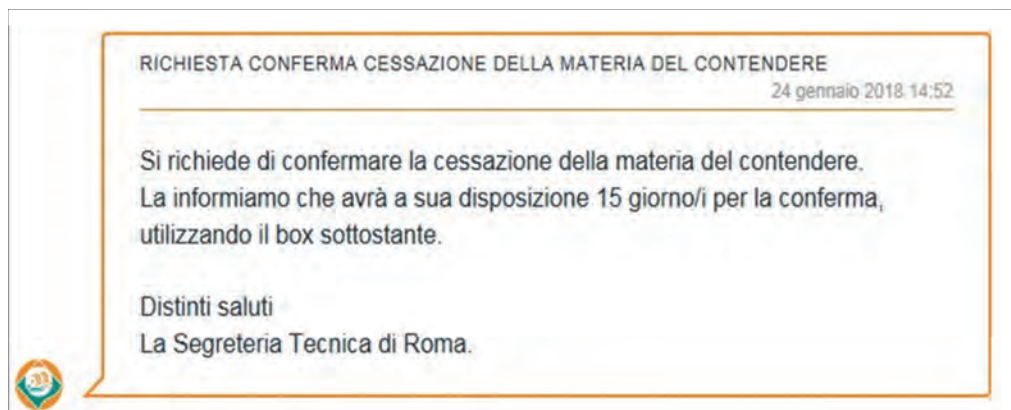 RICHIESTA CONFERMA CESSAZIONE DELLA MATERIA DEL CONTENDERE
24 gennaio 2018 14:52
Si richiede di confermare la cessazione della materia del contendere.
La informiamo che avrà a sua disposizione 15 giorno/i per la conferma,
utilizzando il box sottostante.
Distinti saluti
La Segreteria Tecnica di Roma.